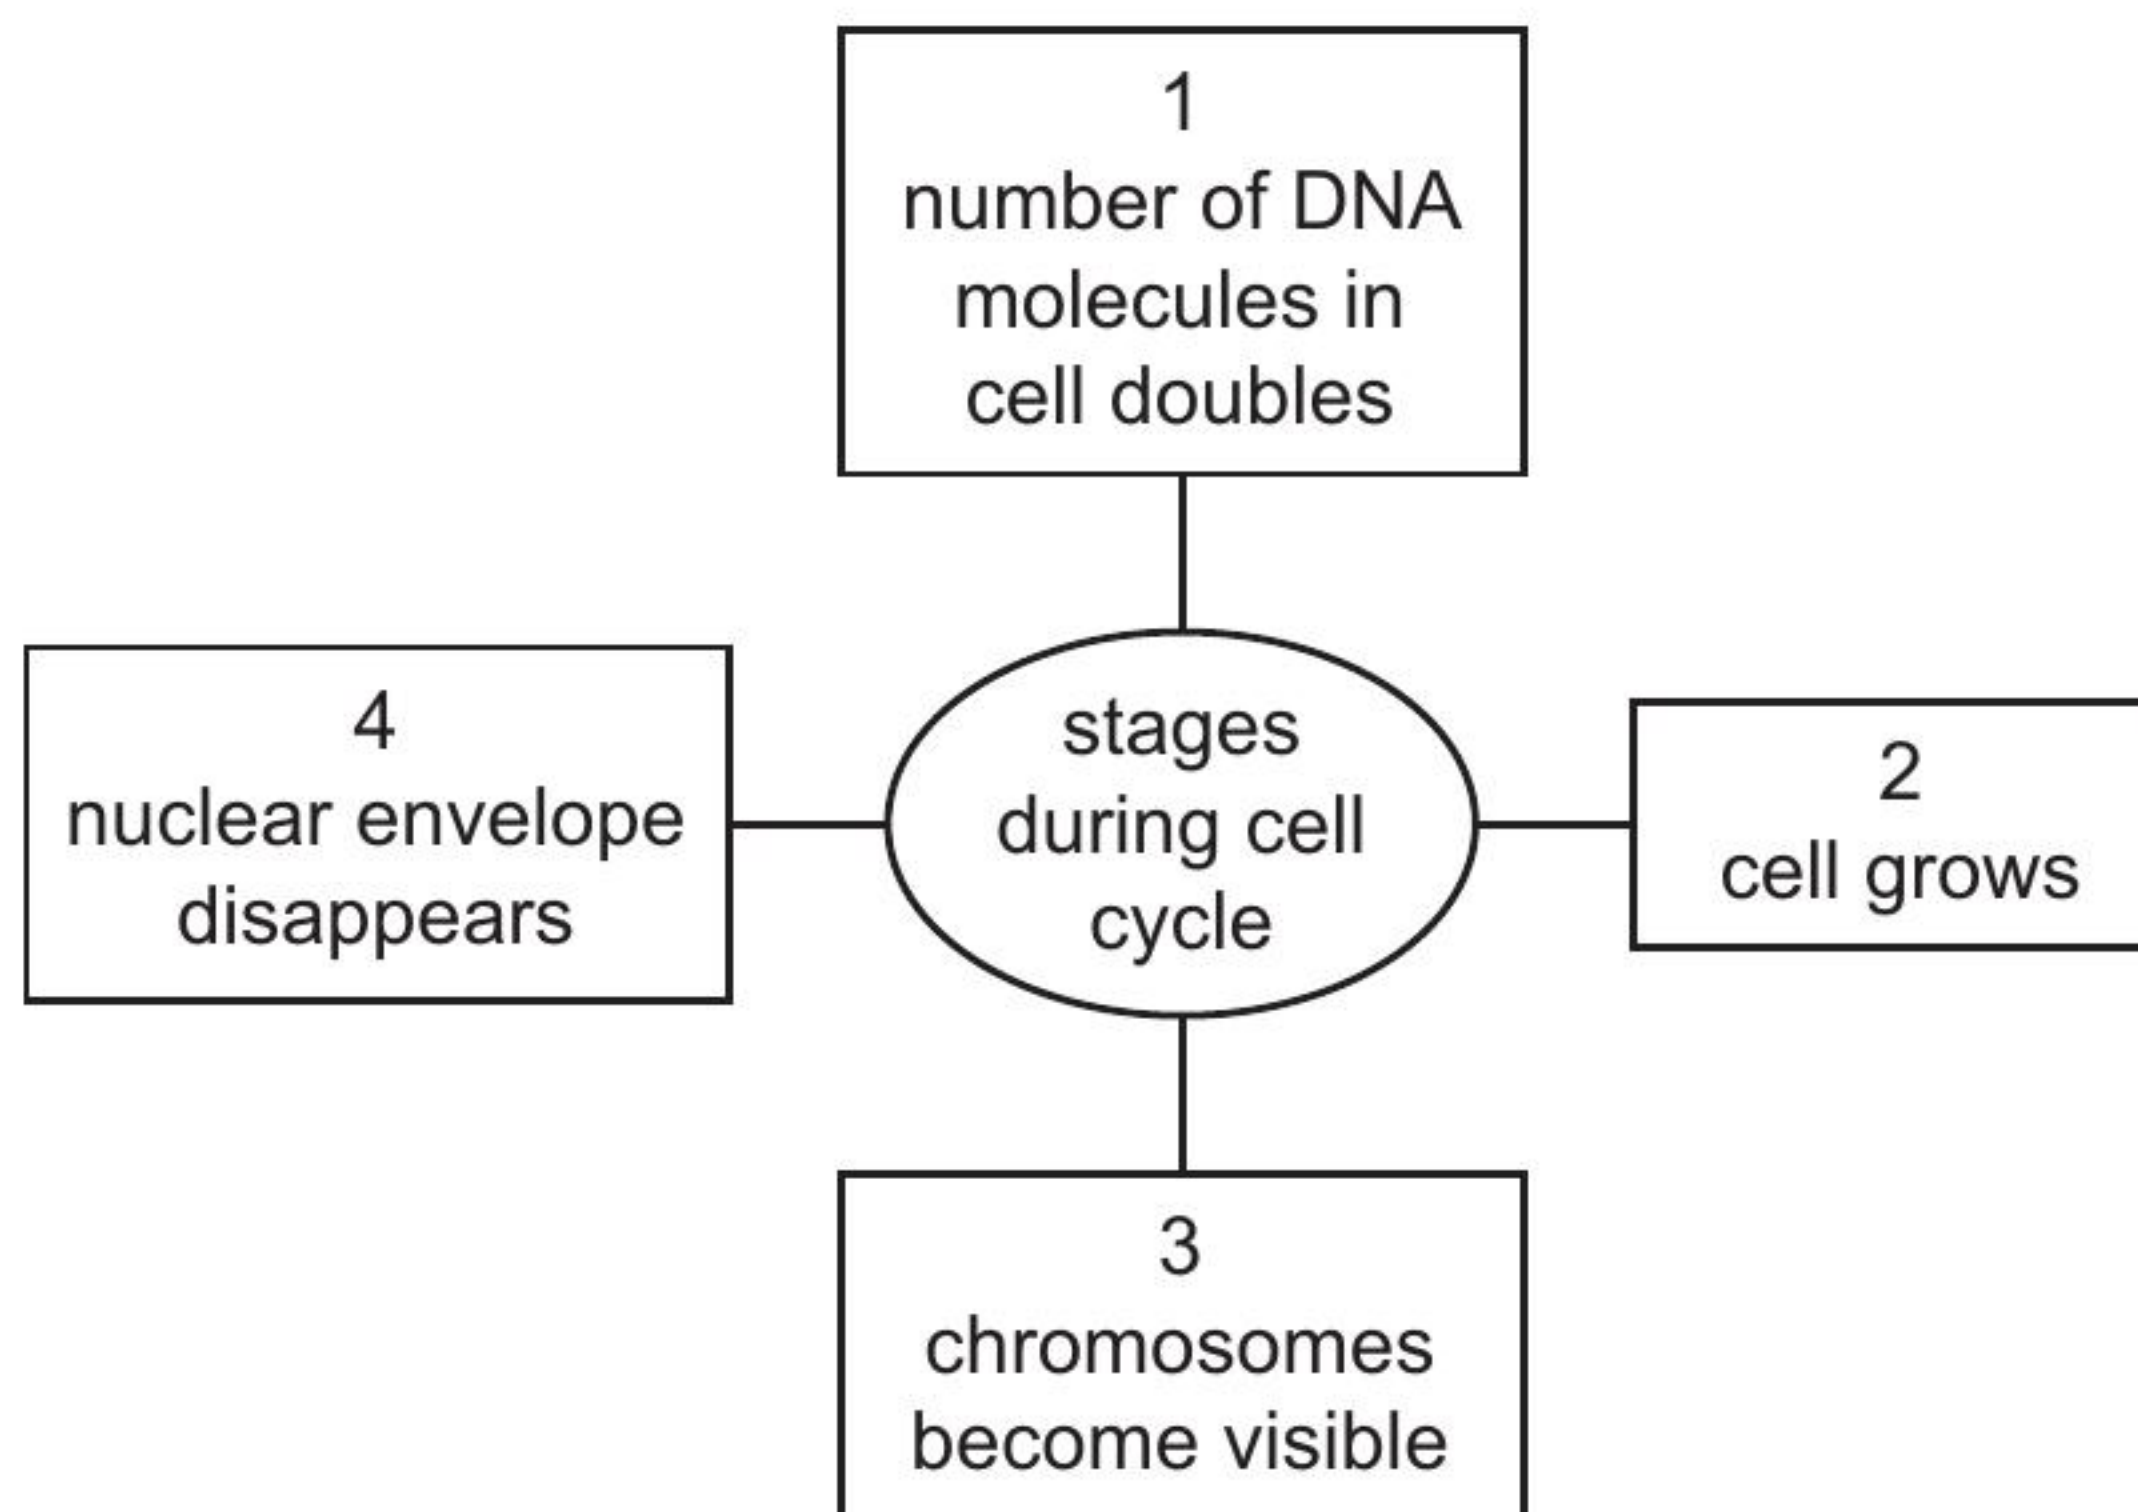 1
number of DNA
molecules in
cell doubles
4
nuclear envelope
disappears
stages
during cell
cycle
2
cell grows
3
chromosomes
become visible